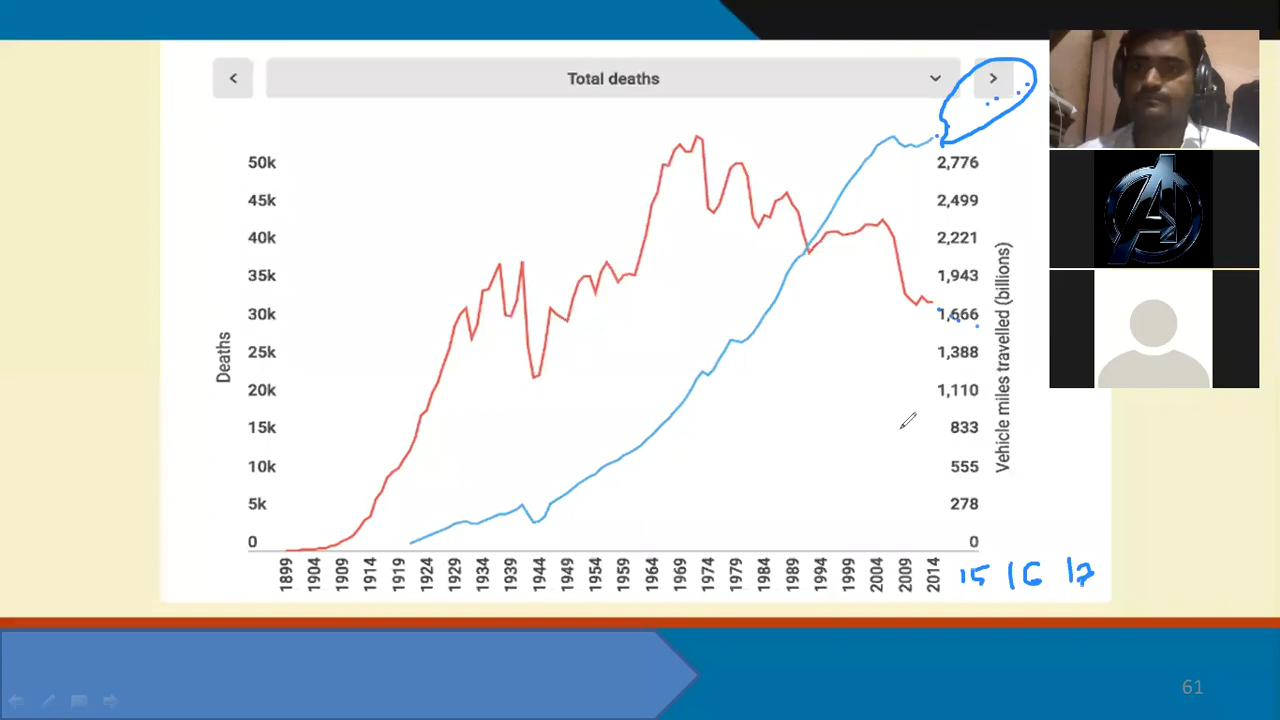 <
Total deaths
>
50k
45k
40k
35k
30k
25k
20k
15k
10k
5k
0
Deaths
2,776
2,499
2,221
1,943
1,666
1,388
1,110
833
555
278
0
Vehicle miles travelled (billions)
1899 1904 1909 1914 1919 1924 1929 1934 1939 1944 1949 1954 1959 1964 1969 1974 1979 1984 1989 1994 1999 2004 2009 2014
15 16 17
61